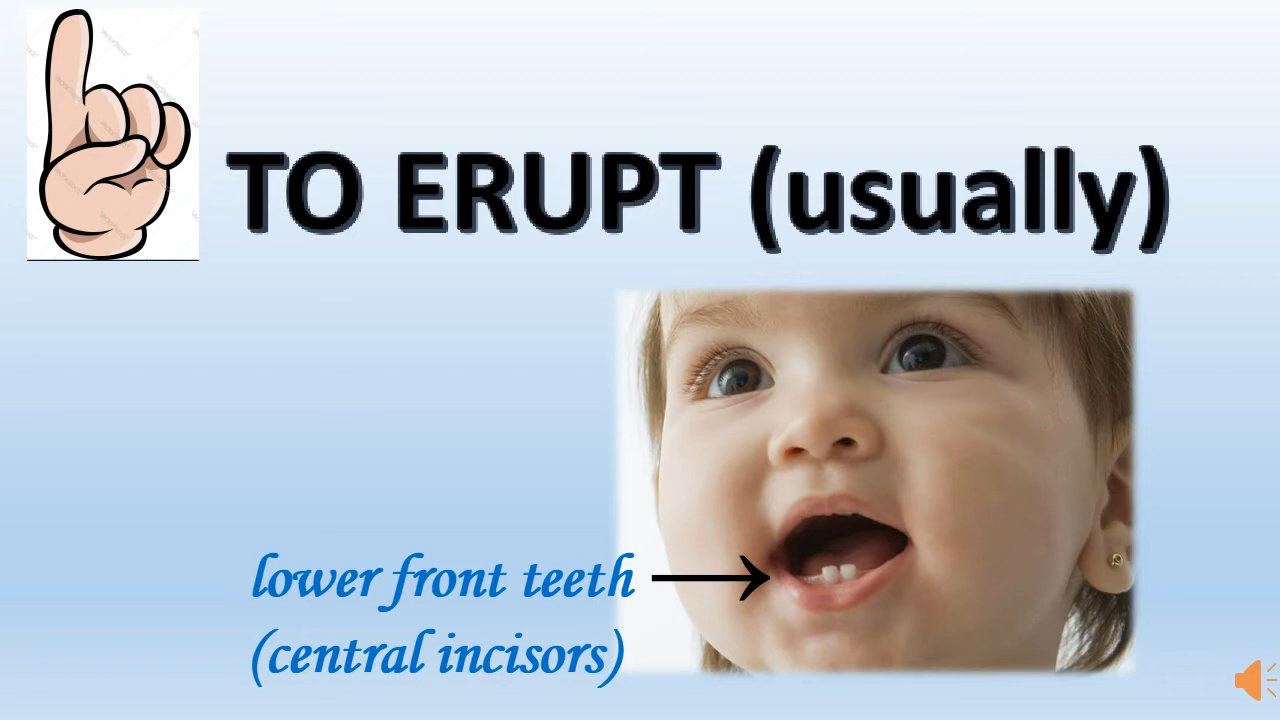 TO ERUPT (usually)
lower front teeth
(central incisors)